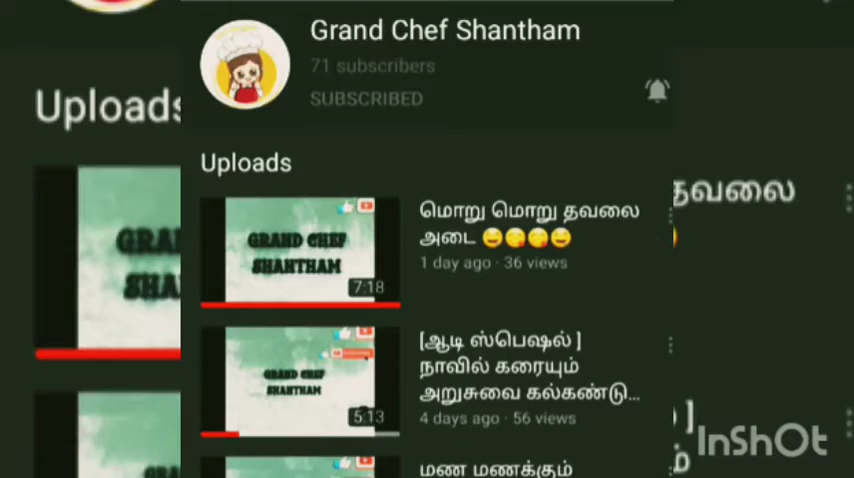 Grand Chef Shantham
71 subscribers
SUBSCRIBED
Uploads
Uploads
GRAND CHEF
SHANTHAM
7:18
மொறு மொறு தவலை
அடை 😄😋😋😄
1 day ago · 36 views
தவலை
GRAND CHEF
SHANTHAM
5:13
[ஆடி ஸ்பெஷல் ]
நாவில் கரையும்
அறுசுவை கல்கண்டு...
4 days ago · 56 views
மண மணக்கும்
InShOt